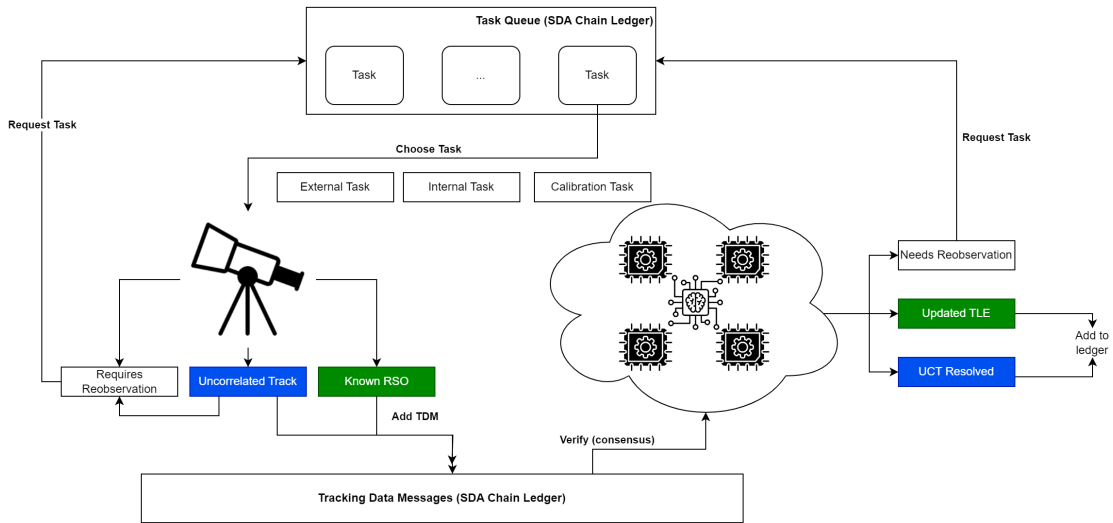 Task Queue (SDA Chain Ledger)
Task
...
Task
Request Task
Request Task
Choose Task
External Task
Internal Task
Calibration Task
Needs Reobservation
Updated TLE
Add to
ledger
UCT Resolved
Requires
Reobservation
Uncorrelated Track
Known RSO
Add TDM
Verify (consensus)
Tracking Data Messages (SDA Chain Ledger)